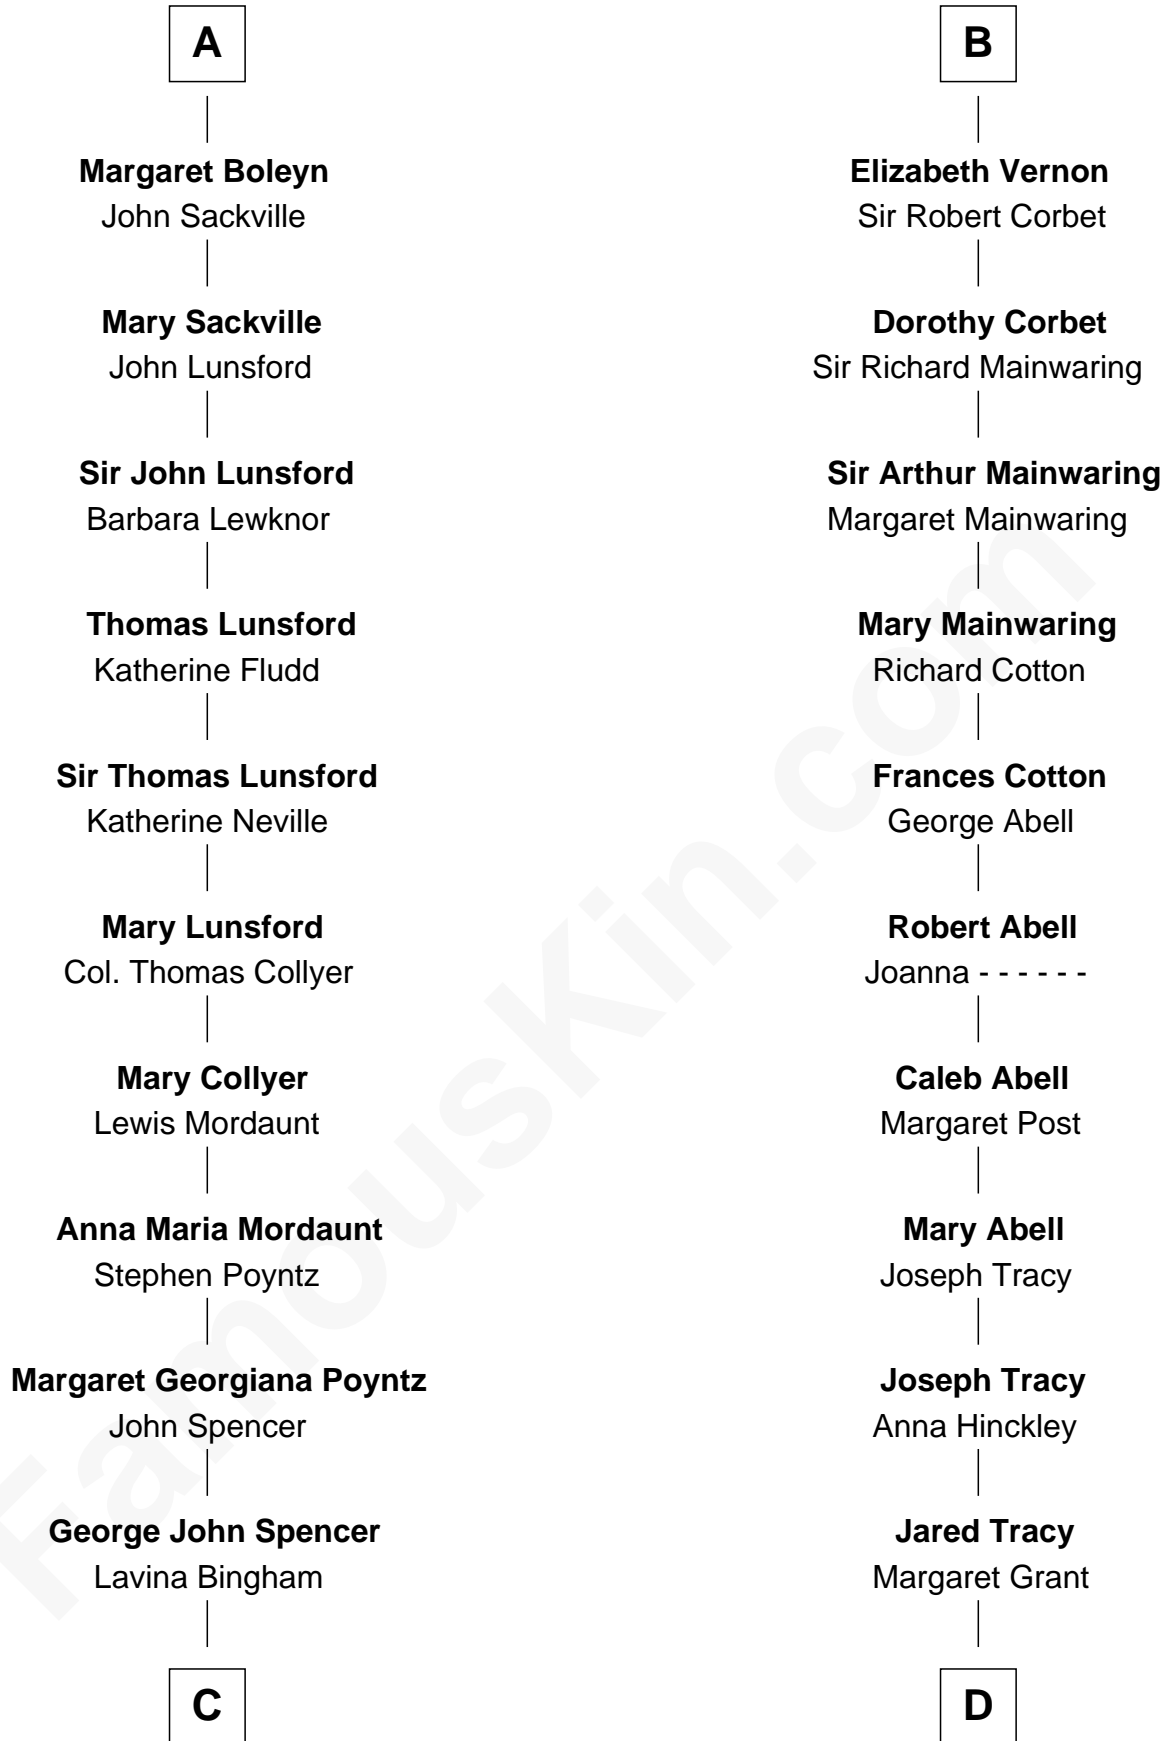 A
Margaret Boleyn
John Sackville
Mary Sackville
John Lunsford
Sir John Lunsford
Barbara Lewknor
Thomas Lunsford
Katherine Fludd
Sir Thomas Lunsford
Katherine Neville
Mary Lunsford
Col. Thomas Collyer
Mary Collyer
Lewis Mordaunt
Anna Maria Mordaunt
Stephen Poyntz
Margaret Georgiana Poyntz
John Spencer
George John Spencer
Lavina Bingham
C
B
Elizabeth Vernon
Sir Robert Corbet
Dorothy Corbet
Sir Richard Mainwaring
Sir Arthur Mainwaring
Margaret Mainwaring
Mary Mainwaring
Richard Cotton
Frances Cotton
George Abell
Robert Abell
Joanna - - - - - -
Caleb Abell
Margaret Post
Mary Abell
Joseph Tracy
Joseph Tracy
Anna Hinckley
Jared Tracy
Margaret Grant
D
FamousKin.com